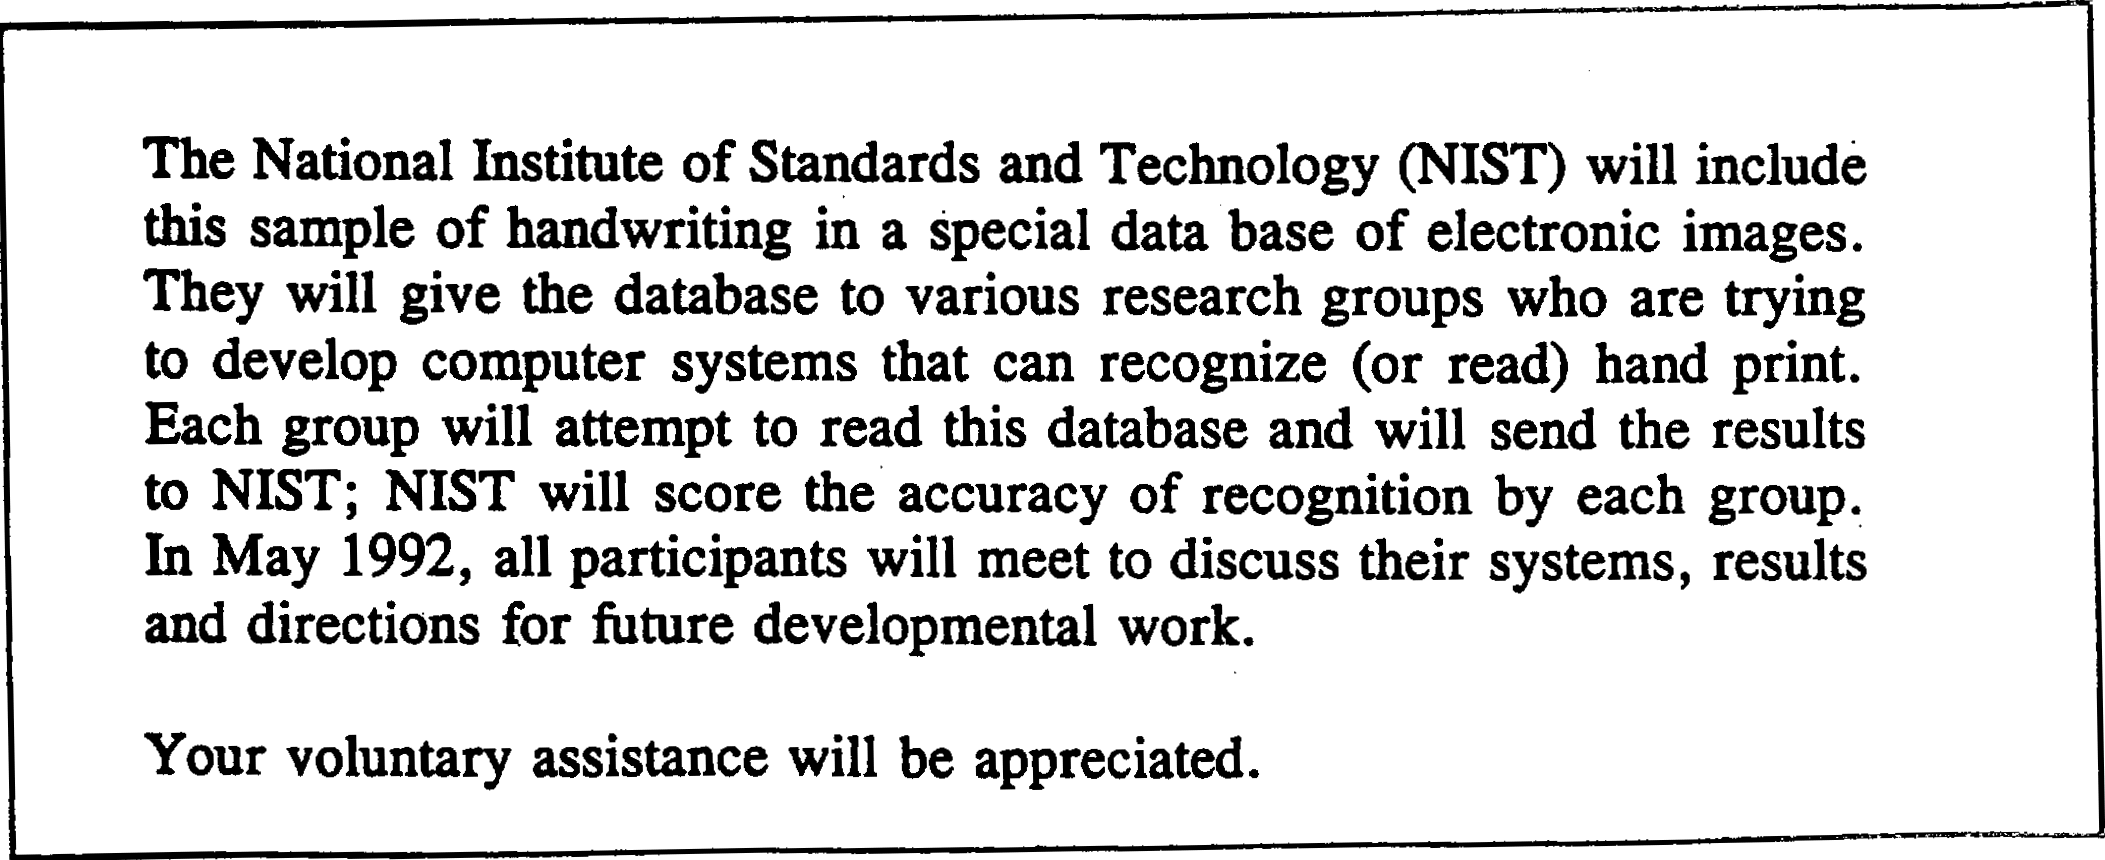 The National Institute of Standards and Technology (NIST) will include
this sample of handwriting in a special data base of electronic images.
They will give the database to various research groups who are trying
to develop computer systems that can recognize (or read) hand print.
Each group will attempt to read this database and will send the results
to NIST; NIST will score the accuracy of recognition by each group.
In May 1992, all participants will meet to discuss their systems, results
and directions for future developmental work.
Your voluntary assistance will be appreciated.